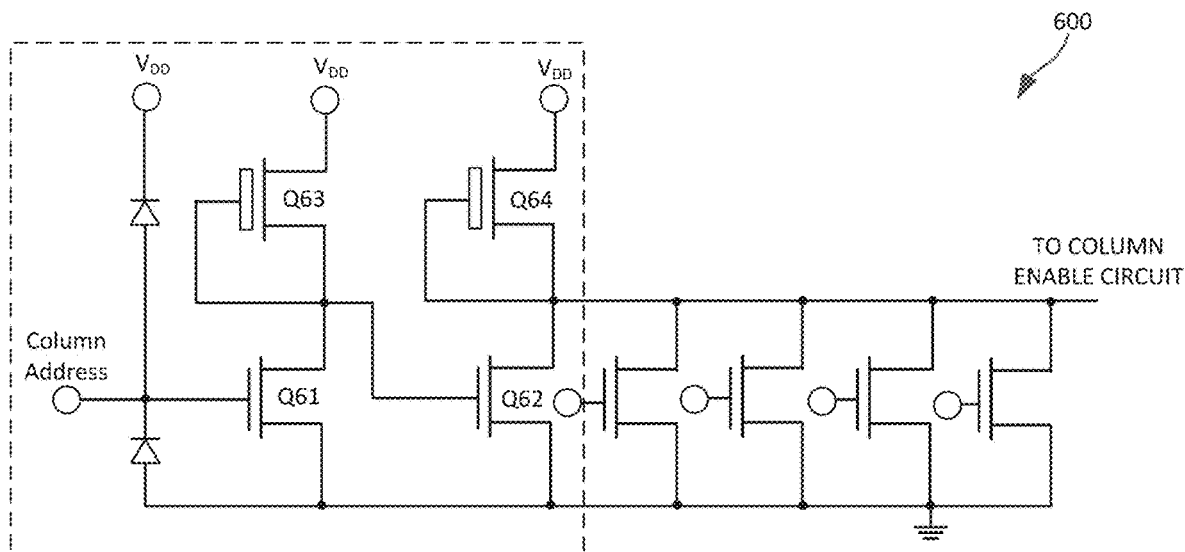 600
V_DD
V_DD
V_DD
Q63
Q64
TO COLUMN
ENABLE CIRCUIT
Column
Address
Q61
Q62